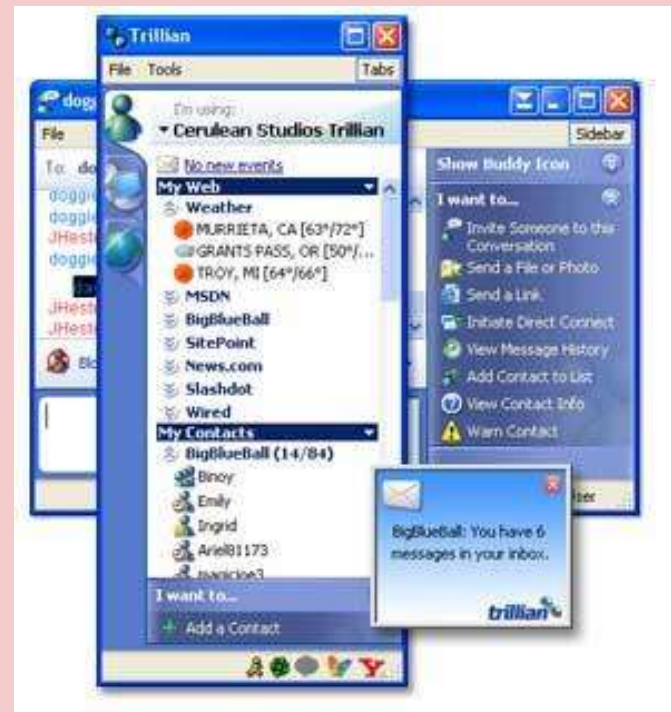 Trillian
File Tools Tabs
I'm using:
Cerulean Studios Trillian
No new events
My Web
Weather
MURRIETA, CA [63°/72°]
GRANTS PASS, OR [50°/...
TROY, MI [64°/66°]
MSDN
BigBlueBall
SitePoint
News.com
Slashdot
Wired
My Contacts
BigBlueBall (14/84)
Binoy
Emily
Ingrid
Ariel81173
magicjoe3
I want to...
Add a Contact
File
To:
JHest
JHest
JHest
Sidebar
Show Buddy Icon
I want to...
Invite Someone to this
Conversation
Send a File or Photo
Send a Link
Initiate Direct Connect
View Message History
Add Contact to List
View Contact Info
Warn Contact
BigBlueBall: You have 6
messages in your inbox.
trillian